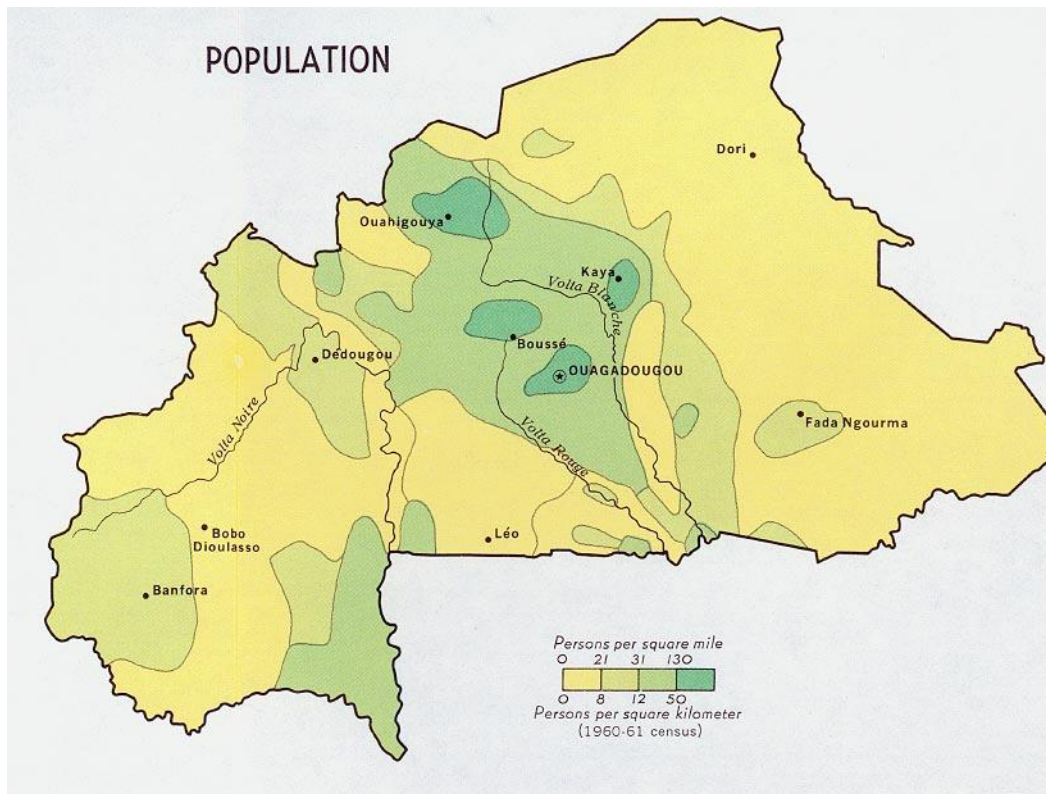 POPULATION
Dori
Ouahigouya
Kaya
Volta Blanche
Boussé
Dédougou
OUAGADOUGOU
Volta Noire
Fada Ngourma
Volta Rouge
Bobo
Dioulasso
Léo
Banfora
Persons per square mile
0 21 31 130
0 8 12 50
Persons per square kilometer
(1960-61 census)